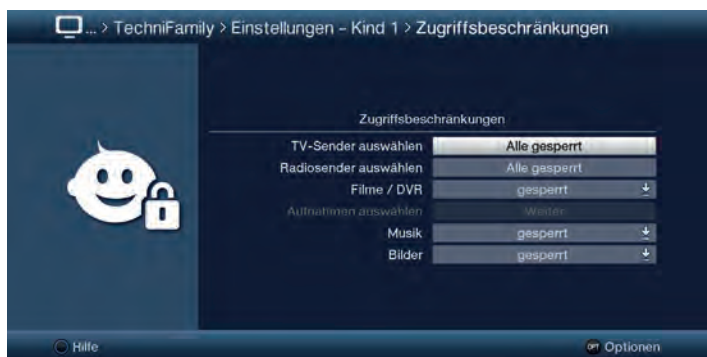 ... > TechniFamily > Einstellungen – Kind 1 > Zugriffsbeschränkungen
Zugriffsbeschränkungen
TV-Sender auswählen Alle gesperrt
Radiosender auswählen Alle gesperrt
Filme / DVR gesperrt
Aufnahmen auswählen Weiter
Musik gesperrt
Bilder gesperrt
Hilfe OPT Optionen